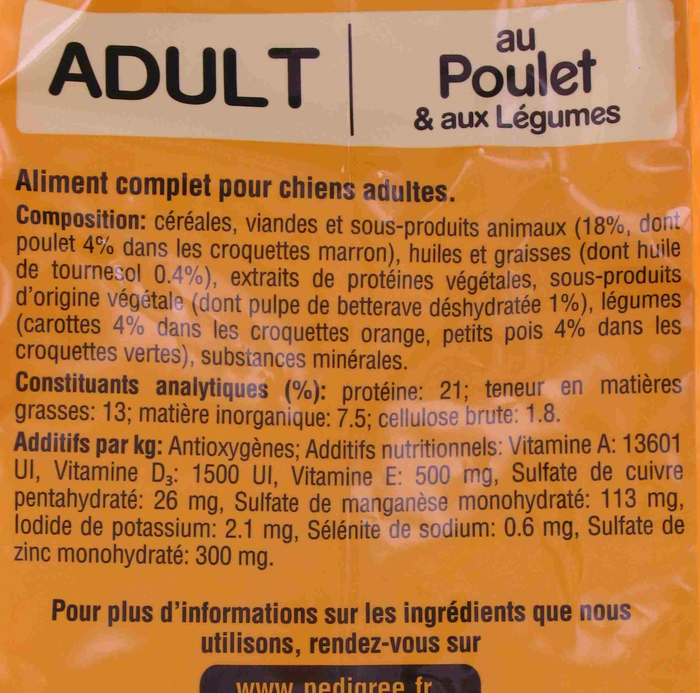 ADULT
au
Poulet
& aux Légumes
Aliment complet pour chiens adultes.
Composition: céréales, viandes et sous-produits animaux (18%, dont
poulet 4% dans les croquettes marron), huiles et graisses (dont huile
de tournesol 0.4%), extraits de protéines végétales, sous-produits
d'origine végétale (dont pulpe de betterave déshydratée 1%), légumes
(carottes 4% dans les croquettes orange, petits pois 4% dans les
croquettes vertes), substances minérales.
Constituants analytiques (%): protéine: 21; teneur en matières
grasses: 13; matière inorganique: 7.5; cellulose brute: 1.8.
Additifs par kg: Antioxygènes; Additifs nutritionnels: Vitamine A: 13601
UI, Vitamine D₃: 1500 UI, Vitamine E: 500 mg, Sulfate de cuivre
pentahydraté: 26 mg, Sulfate de manganèse monohydraté: 113 mg,
Iodide de potassium: 2.1 mg, Sélénite de sodium: 0.6 mg, Sulfate de
zinc monohydraté: 300 mg.
Pour plus d'informations sur les ingrédients que nous
utilisons, rendez-vous sur
www.pedigree.fr